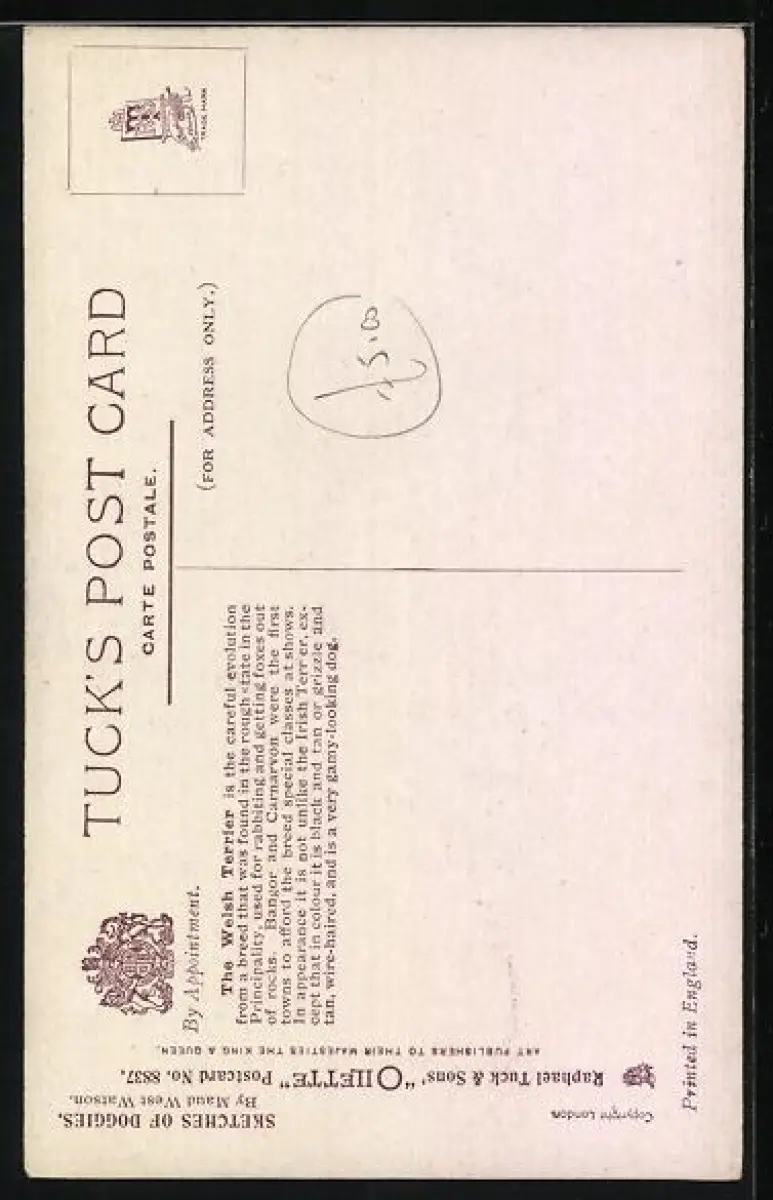 TUCK'S POST CARD
CARTE POSTALE.
(FOR ADDRESS ONLY.)
TRADE MARK
By Appointment.
The Welsh Terrier is the careful evolution
from a breed that was found in the rough state in the
Principality, used for rabbiting and getting foxes out
of rocks. Bangor and Carnarvon were the first
towns to afford the breed special classes at shows.
In appearance it is not unlike the Irish Terrier, ex-
cept that in colour it is black and tan or grizzle and
tan, wire-haired, and is a very gamy-looking dog.
SKETCHES OF DOGGIES.
By Maud West Watson.
Raphael Tuck & Sons' "OILETTE" Postcard No. 8837.
ART PUBLISHERS TO THEIR MAJESTIES THE KING & QUEEN.
Copyright London
Printed in England.